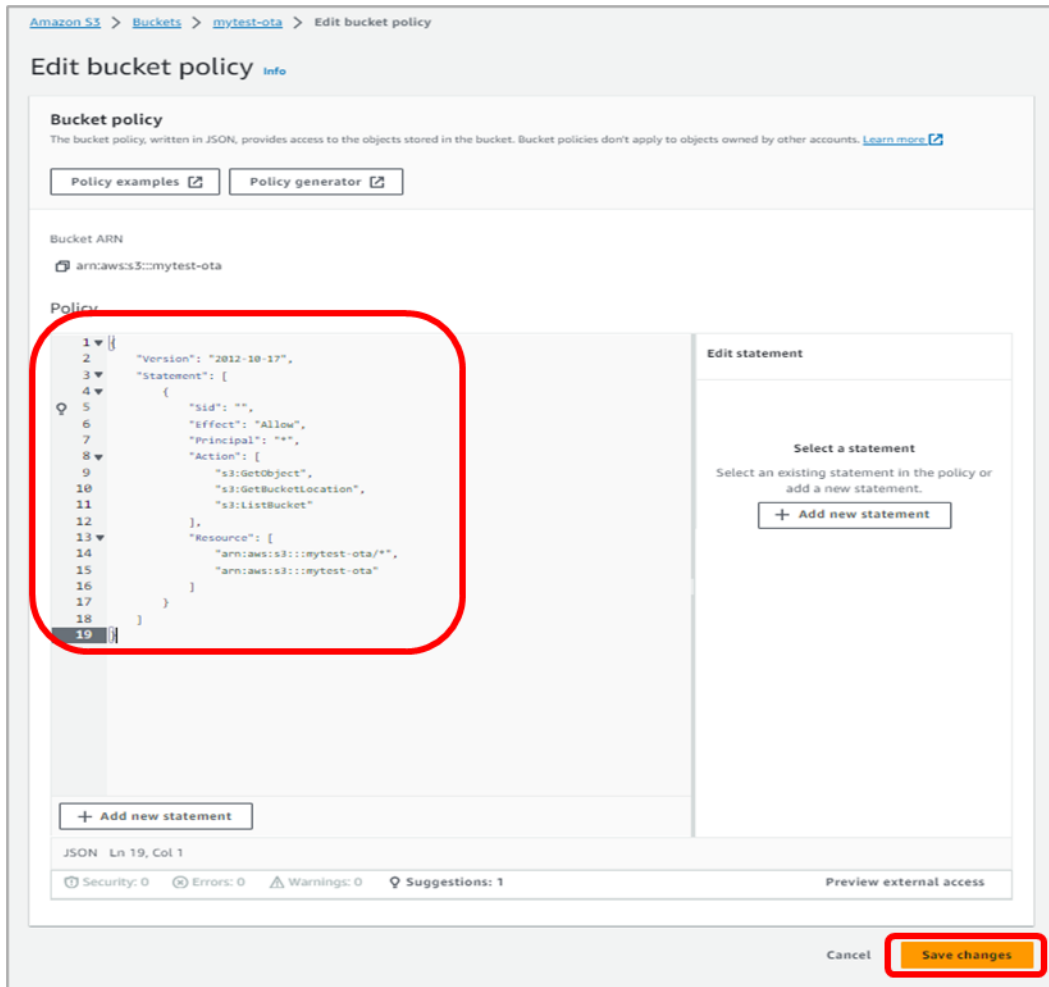 Amazon S3 > Buckets > mytest-ota > Edit bucket policy
Edit bucket policy Info
Bucket policy
The bucket policy, written in JSON, provides access to the objects stored in the bucket. Bucket policies don't apply to objects owned by other accounts. Learn more
Policy examples Policy generator
Bucket ARN
arn:aws:s3:::mytest-ota
Policy
1 {
2 "Version": "2012-10-17",
3 "Statement": [
4 {
5 "Sid": "",
6 "Effect": "Allow",
7 "Principal": "*",
8 "Action": [
9 "s3:GetObject",
10 "s3:GetBucketLocation",
11 "s3:ListBucket"
12 ],
13 "Resource": [
14 "arn:aws:s3:::mytest-ota/*",
15 "arn:aws:s3:::mytest-ota"
16 ]
17 }
18 ]
19 }
Edit statement
Select a statement
Select an existing statement in the policy or
add a new statement.
+ Add new statement
+ Add new statement
JSON Ln 19, Col 1
Security: 0 Errors: 0 Warnings: 0 Suggestions: 1 Preview external access
Cancel Save changes